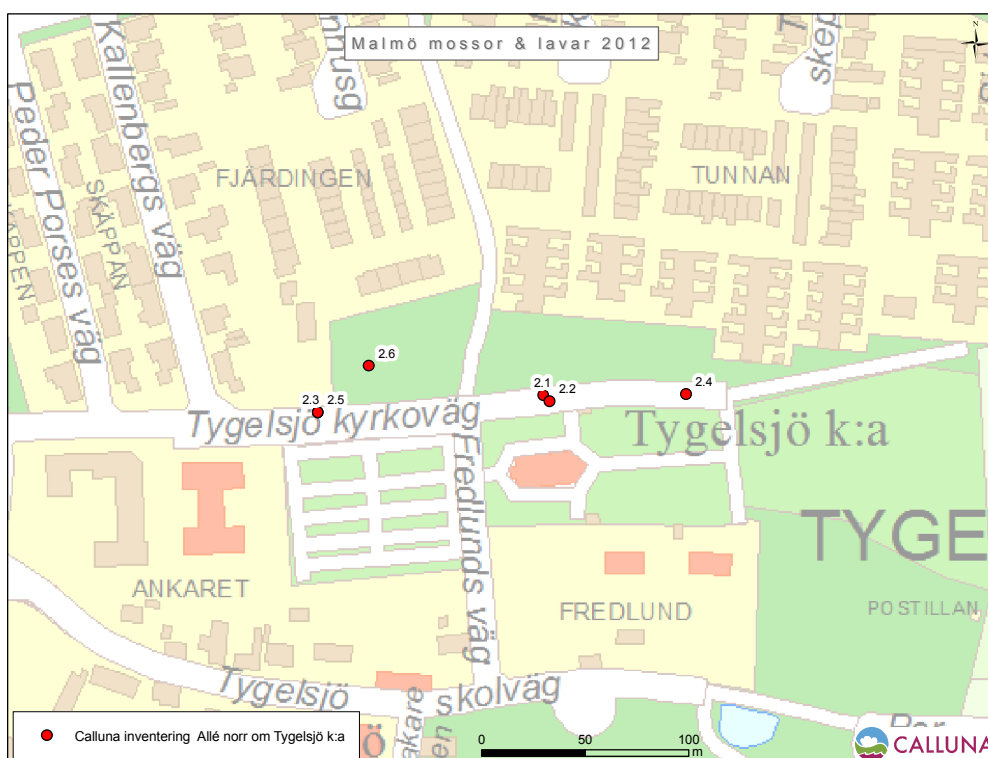 Malmö mossor & lavar 2012
N
Kallenbergs väg
Peder Porses väg
SKÄPPAN
FJÄRDINGEN
TUNNAN
2.6
2.3 2.5
2.1
2.2
2.4
Tygelsjö kyrkoväg
Tygelsjö k:a
Fredlunds väg
TYGE
ANKARET
FREDLUND
POSTILLAN
Tygelsjö skolväg
Calluna inventering Allé norr om Tygelsjö k:a
0 50 100
m
CALLUNA